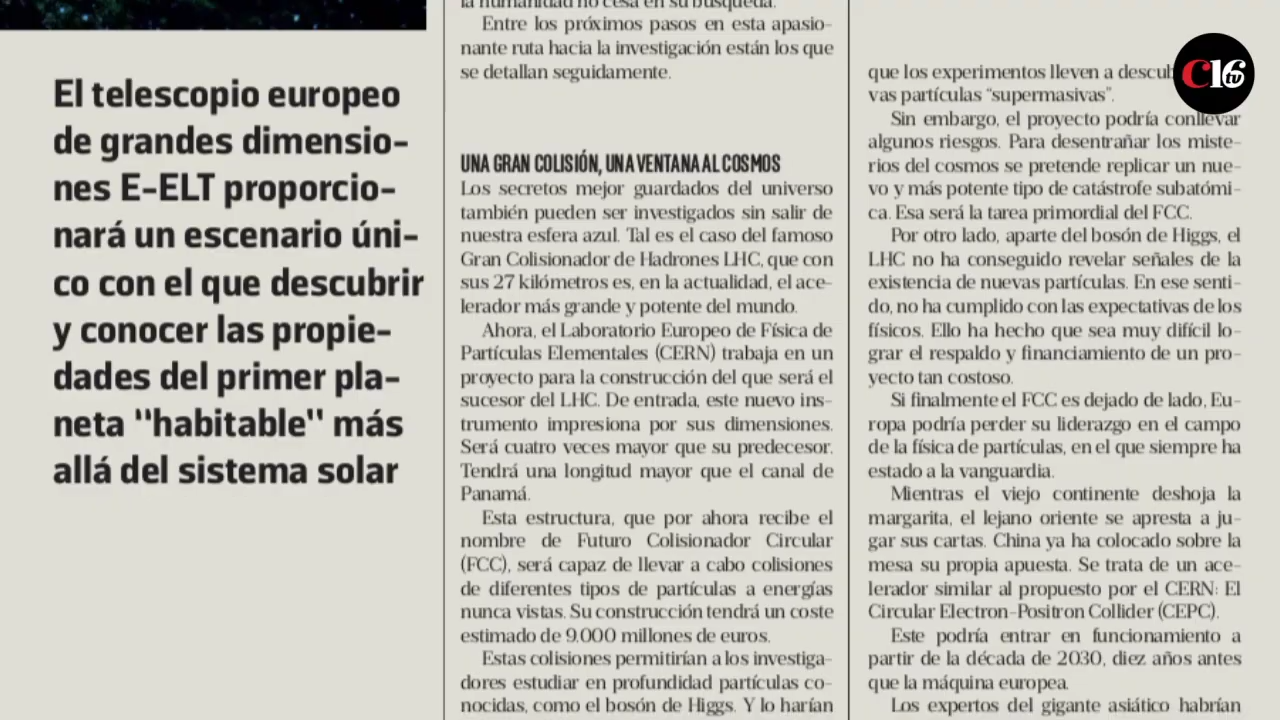 El telescopio europeo
de grandes dimensio-
nes E-ELT proporcio-
nará un escenario úni-
co con el que descubrir
y conocer las propie-
dades del primer pla-
neta "habitable" más
allá del sistema solar
la humanidad no cesa en su búsqueda.
Entre los próximos pasos en esta apasio-
nante ruta hacia la investigación están los que
se detallan seguidamente.
UNA GRAN COLISIÓN, UNA VENTANA AL COSMOS
Los secretos mejor guardados del universo
también pueden ser investigados sin salir de
nuestra esfera azul. Tal es el caso del famoso
Gran Colisionador de Hadrones LHC, que con
sus 27 kilómetros es, en la actualidad, el ace-
lerador más grande y potente del mundo.
Ahora, el Laboratorio Europeo de Física de
Partículas Elementales (CERN) trabaja en un
proyecto para la construcción del que será el
sucesor del LHC. De entrada, este nuevo ins-
trumento impresiona por sus dimensiones.
Será cuatro veces mayor que su predecesor.
Tendrá una longitud mayor que el canal de
Panamá.
Esta estructura, que por ahora recibe el
nombre de Futuro Colisionador Circular
(FCC), será capaz de llevar a cabo colisiones
de diferentes tipos de partículas a energías
nunca vistas. Su construcción tendrá un coste
estimado de 9.000 millones de euros.
Estas colisiones permitirían a los investiga-
dores estudiar en profundidad partículas co-
nocidas, como el bosón de Higgs. Y lo harían
C16
tv
que los experimentos lleven a
vas partículas “supermasivas”.
Sin embargo, el proyecto podría conllevar
algunos riesgos. Para desentrañar los miste-
rios del cosmos se pretende replicar un nue-
vo y más potente tipo de catástrofe subatómi-
ca. Esa será la tarea primordial del FCC.
Por otro lado, aparte del bosón de Higgs, el
LHC no ha conseguido revelar señales de la
existencia de nuevas partículas. En ese senti-
do, no ha cumplido con las expectativas de los
físicos. Ello ha hecho que sea muy difícil lo-
grar el respaldo y financiamiento de un pro-
yecto tan costoso.
Si finalmente el FCC es dejado de lado, Eu-
ropa podría perder su liderazgo en el campo
de la física de partículas, en el que siempre ha
estado a la vanguardia.
Mientras el viejo continente deshoja la
margarita, el lejano oriente se apresta a ju-
gar sus cartas. China ya ha colocado sobre la
mesa su propia apuesta. Se trata de un ace-
lerador similar al propuesto por el CERN: El
Circular Electron-Positron Collider (CEPC).
Este podría entrar en funcionamiento a
partir de la década de 2030, diez años antes
que la máquina europea.
Los expertos del gigante asiático habrían